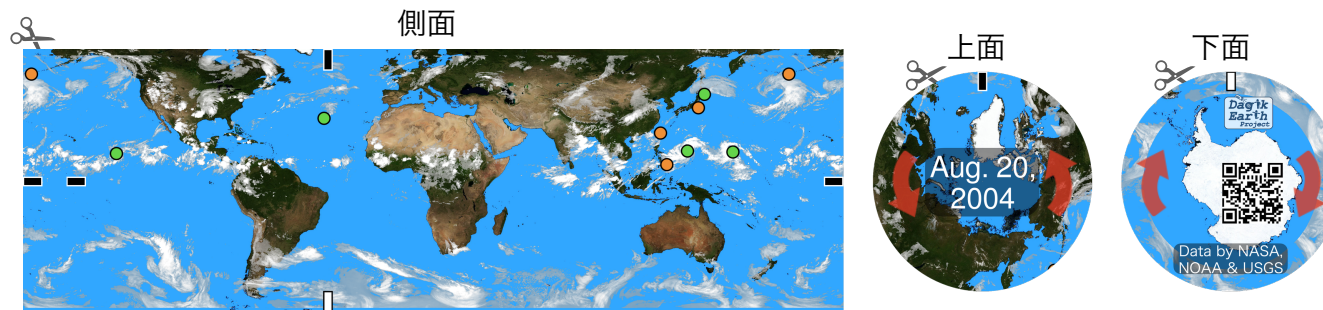 側面
上面
下面
Aug. 20,
2004
Dagik
Earth
Project
Data by NASA,
NOAA & USGS